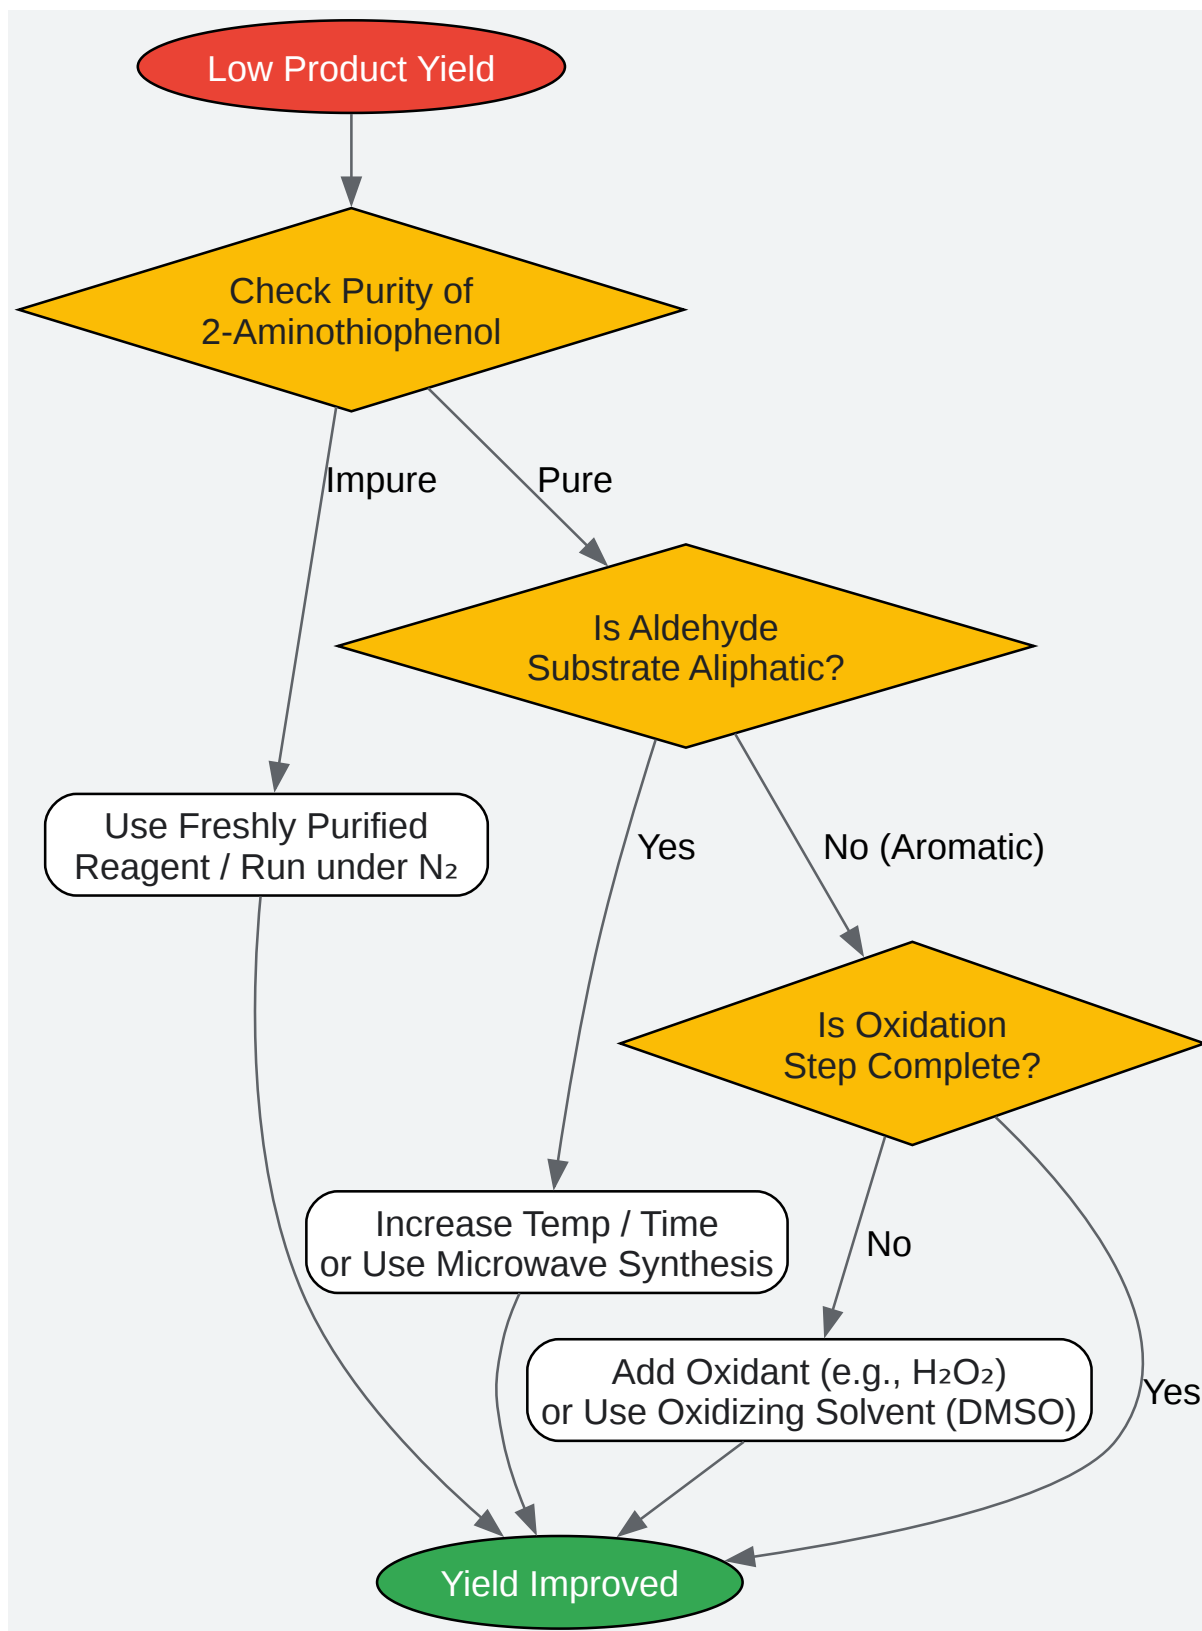 Low Product Yield
Check Purity of
2-Aminothiophenol
Impure
Pure
Is Aldehyde
Substrate Aliphatic?
Use Freshly Purified
Reagent / Run under N₂
Yes
No (Aromatic)
Is Oxidation
Step Complete?
Increase Temp / Time
or Use Microwave Synthesis
No
Add Oxidant (e.g., H₂O₂)
or Use Oxidizing Solvent (DMSO)
Yes
Yield Improved